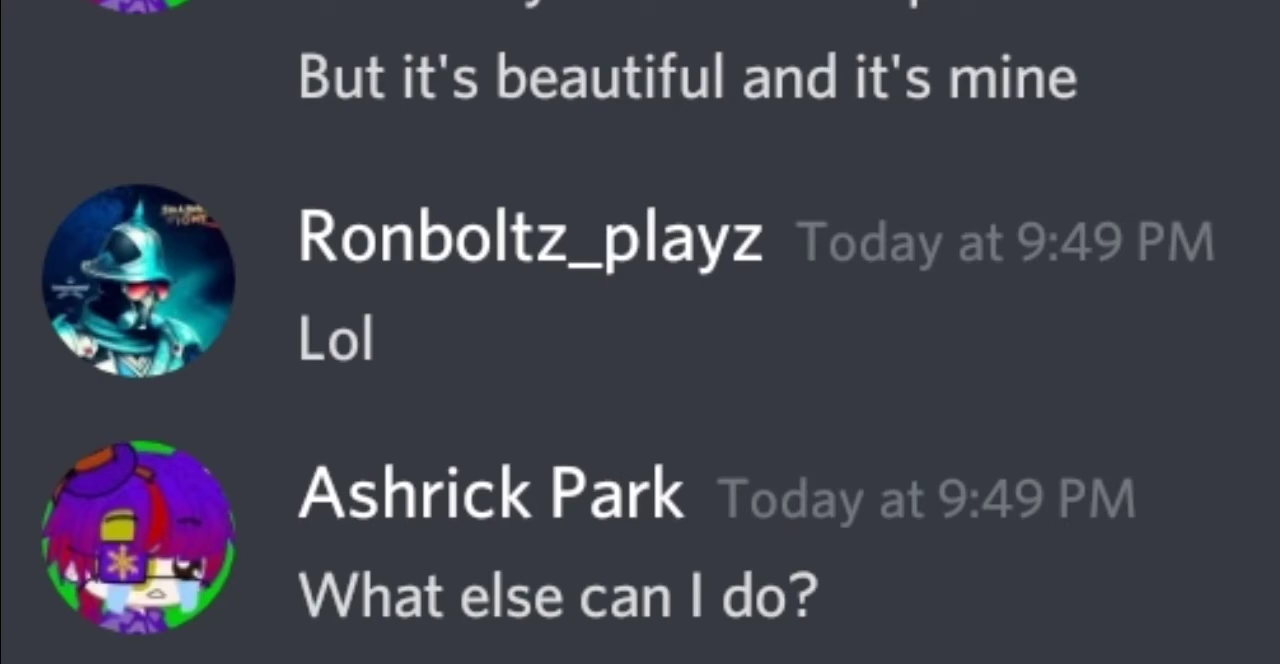 But it's beautiful and it's mine
Ronboltz_playz Today at 9:49 PM
Lol
Ashrick Park Today at 9:49 PM
What else can I do?